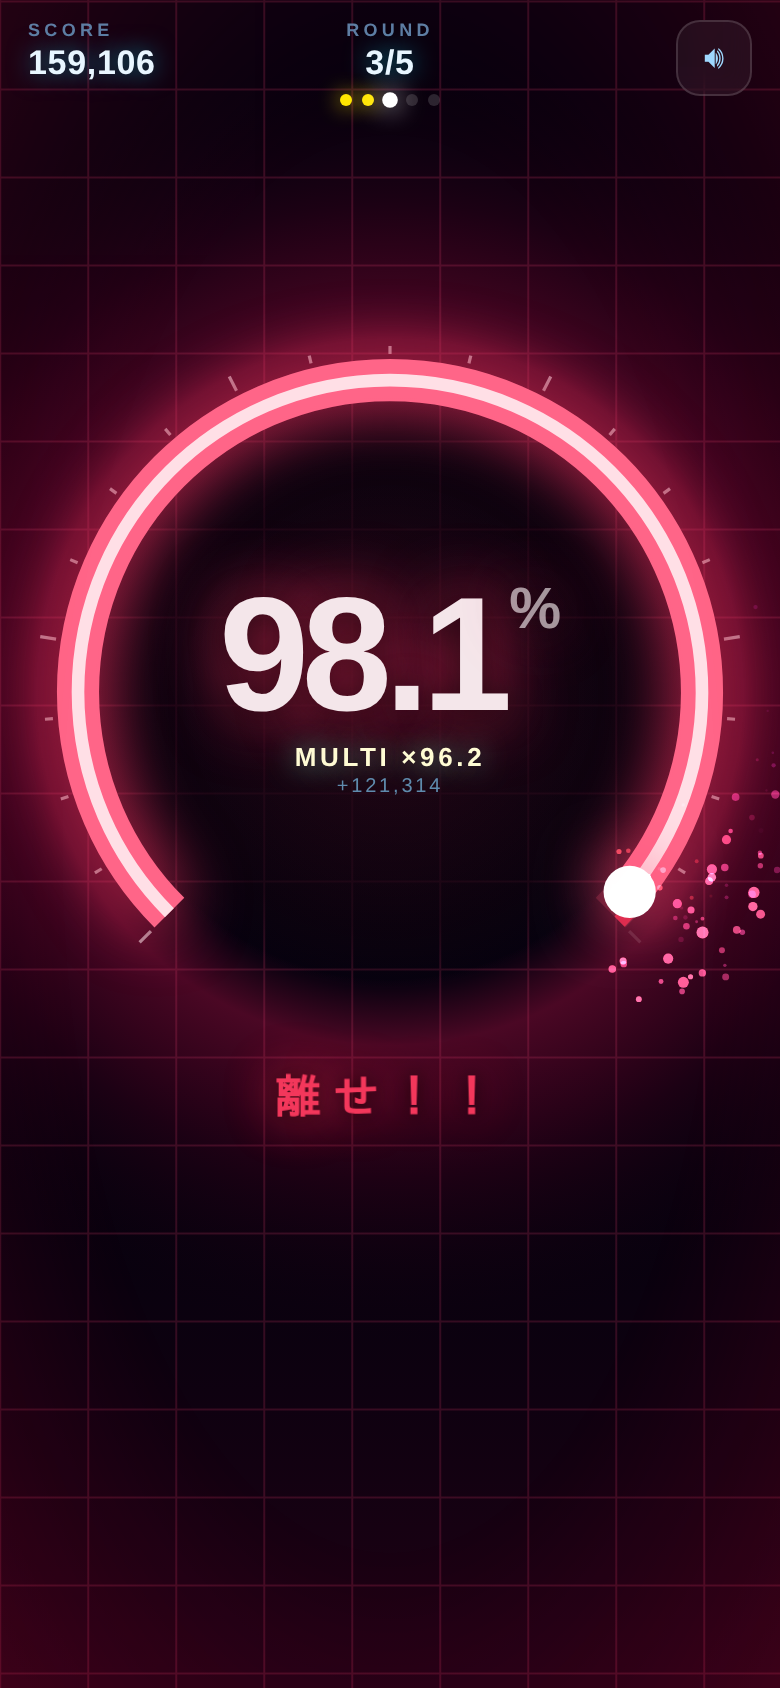 SCORE
159,106
ROUND
3/5
98.1%
MULTI ×96.2
+121,314
離せ！！